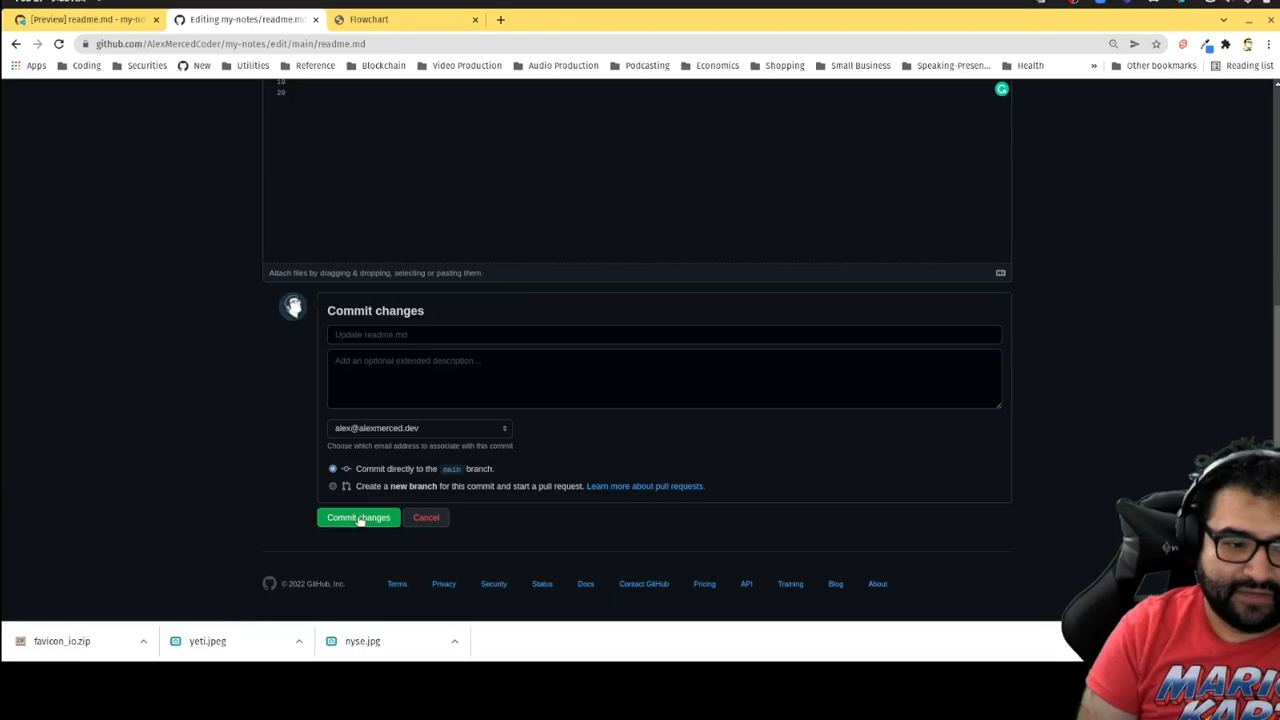 [Preview] readme.md - my-no
Editing my-notes/readme.md
Flowchart
github.com/AlexMercedCoder/my-notes/edit/main/readme.md
Apps Coding Securities New Utilities Reference Blockchain Video Production Audio Production Podcasting Economics Shopping Small Business Speaking-Presen... Health » Other bookmarks Reading list
20
Attach files by dragging & dropping, selecting or pasting them.
Commit changes
Update readme.md
Add an optional extended description...
alex@alexmerced.dev
Choose which email address to associate with this commit
Commit directly to the main branch.
Create a new branch for this commit and start a pull request. Learn more about pull requests.
Commit changes Cancel
© 2022 GitHub, Inc. Terms Privacy Security Status Docs Contact GitHub Pricing API Training Blog About
favicon_io.zip yeti.jpeg nyse.jpg
MARIO
KART